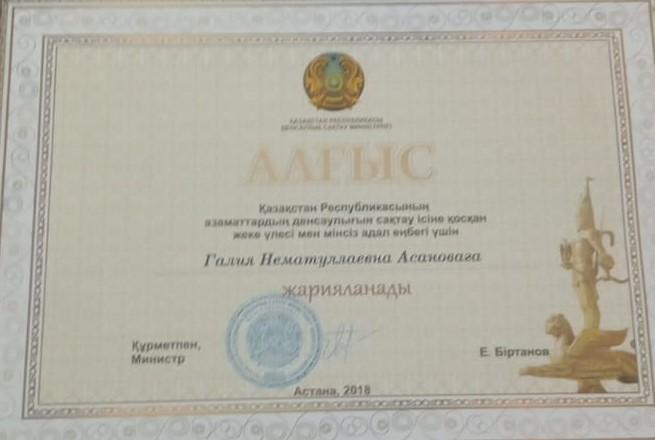 ҚАЗАҚСТАН РЕСПУБЛИКАСЫ
ДЕНСАУЛЫҚ САҚТАУ МИНИСТРЛІГІ
АЛҒЫС
Қазақстан Республикасының
азаматтардың денсаулығын сақтау ісіне қосқан
жеке үлесі мен мінсіз адал еңбегі үшін
Галия Нематуллаевна Асановаға
жарияланады
Құрметпен,
Министр
Е. Біртанов
Астана, 2018